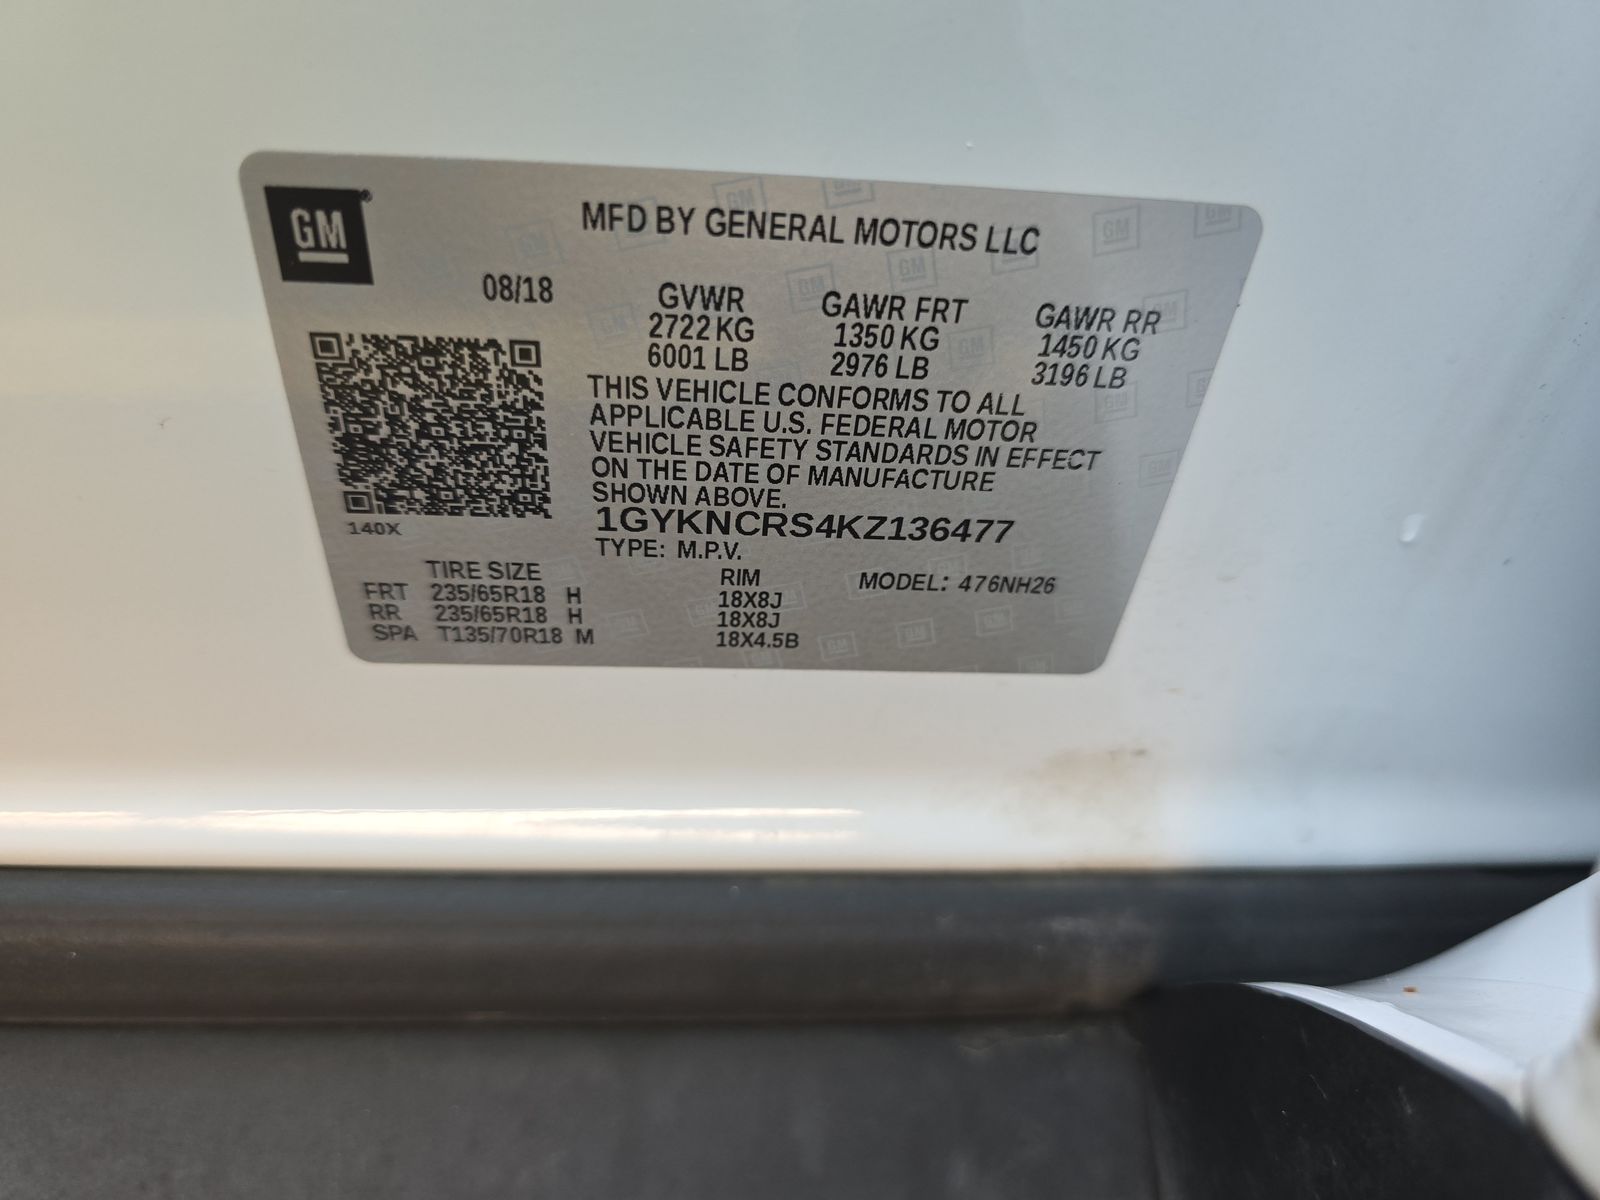 GM
MFD BY GENERAL MOTORS LLC
08/18
GVWR GAWR FRT GAWR RR
2722 KG 1350 KG 1450 KG
6001 LB 2976 LB 3196 LB
THIS VEHICLE CONFORMS TO ALL
APPLICABLE U.S. FEDERAL MOTOR
VEHICLE SAFETY STANDARDS IN EFFECT
ON THE DATE OF MANUFACTURE
SHOWN ABOVE.
1GYKNCRS4KZ136477
140X
TYPE: M.P.V.
TIRE SIZE RIM MODEL: 476NH26
FRT 235/65R18 H 18X8J
RR 235/65R18 H 18X8J
SPA T135/70R18 M 18X4.5B